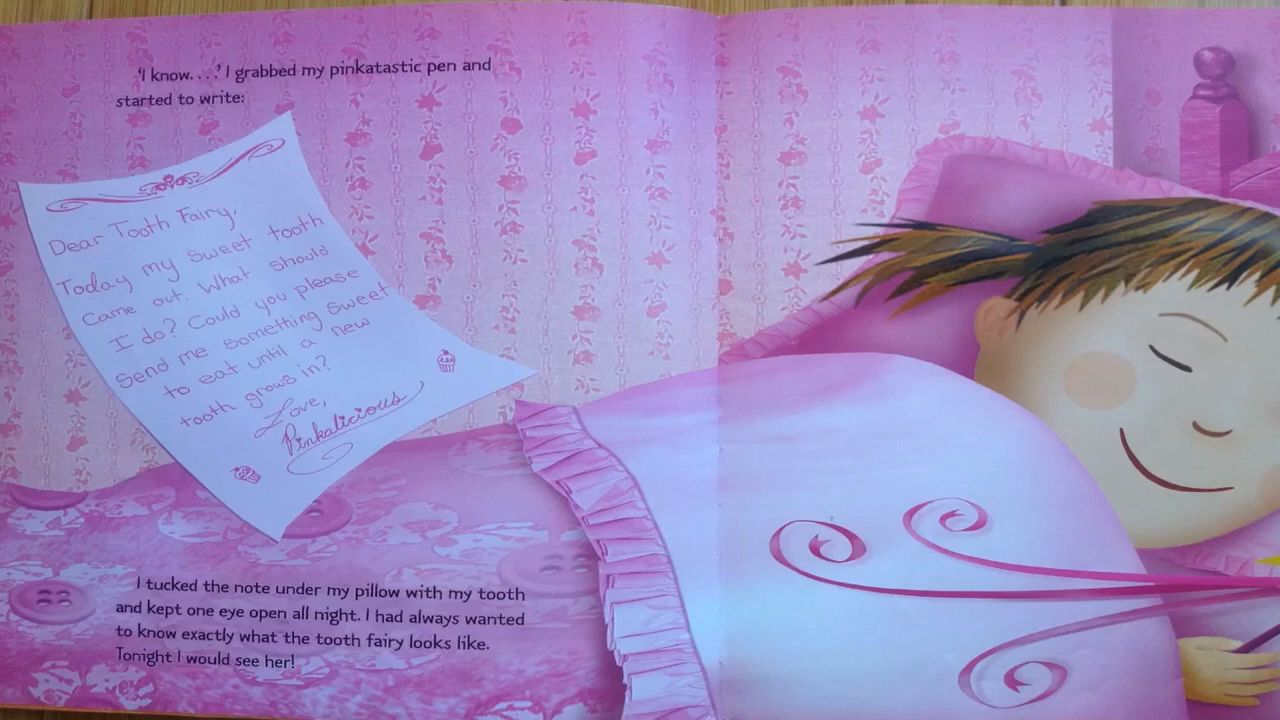 'I know. . . .' I grabbed my pinkatastic pen and
started to write:
Dear Tooth Fairy,
Today my sweet tooth
came out. What should
I do? Could you please
send me something sweet
to eat until a new
tooth grows in?
Love,
Pinkalicious
I tucked the note under my pillow with my tooth
and kept one eye open all night. I had always wanted
to know exactly what the tooth fairy looks like.
Tonight I would see her!